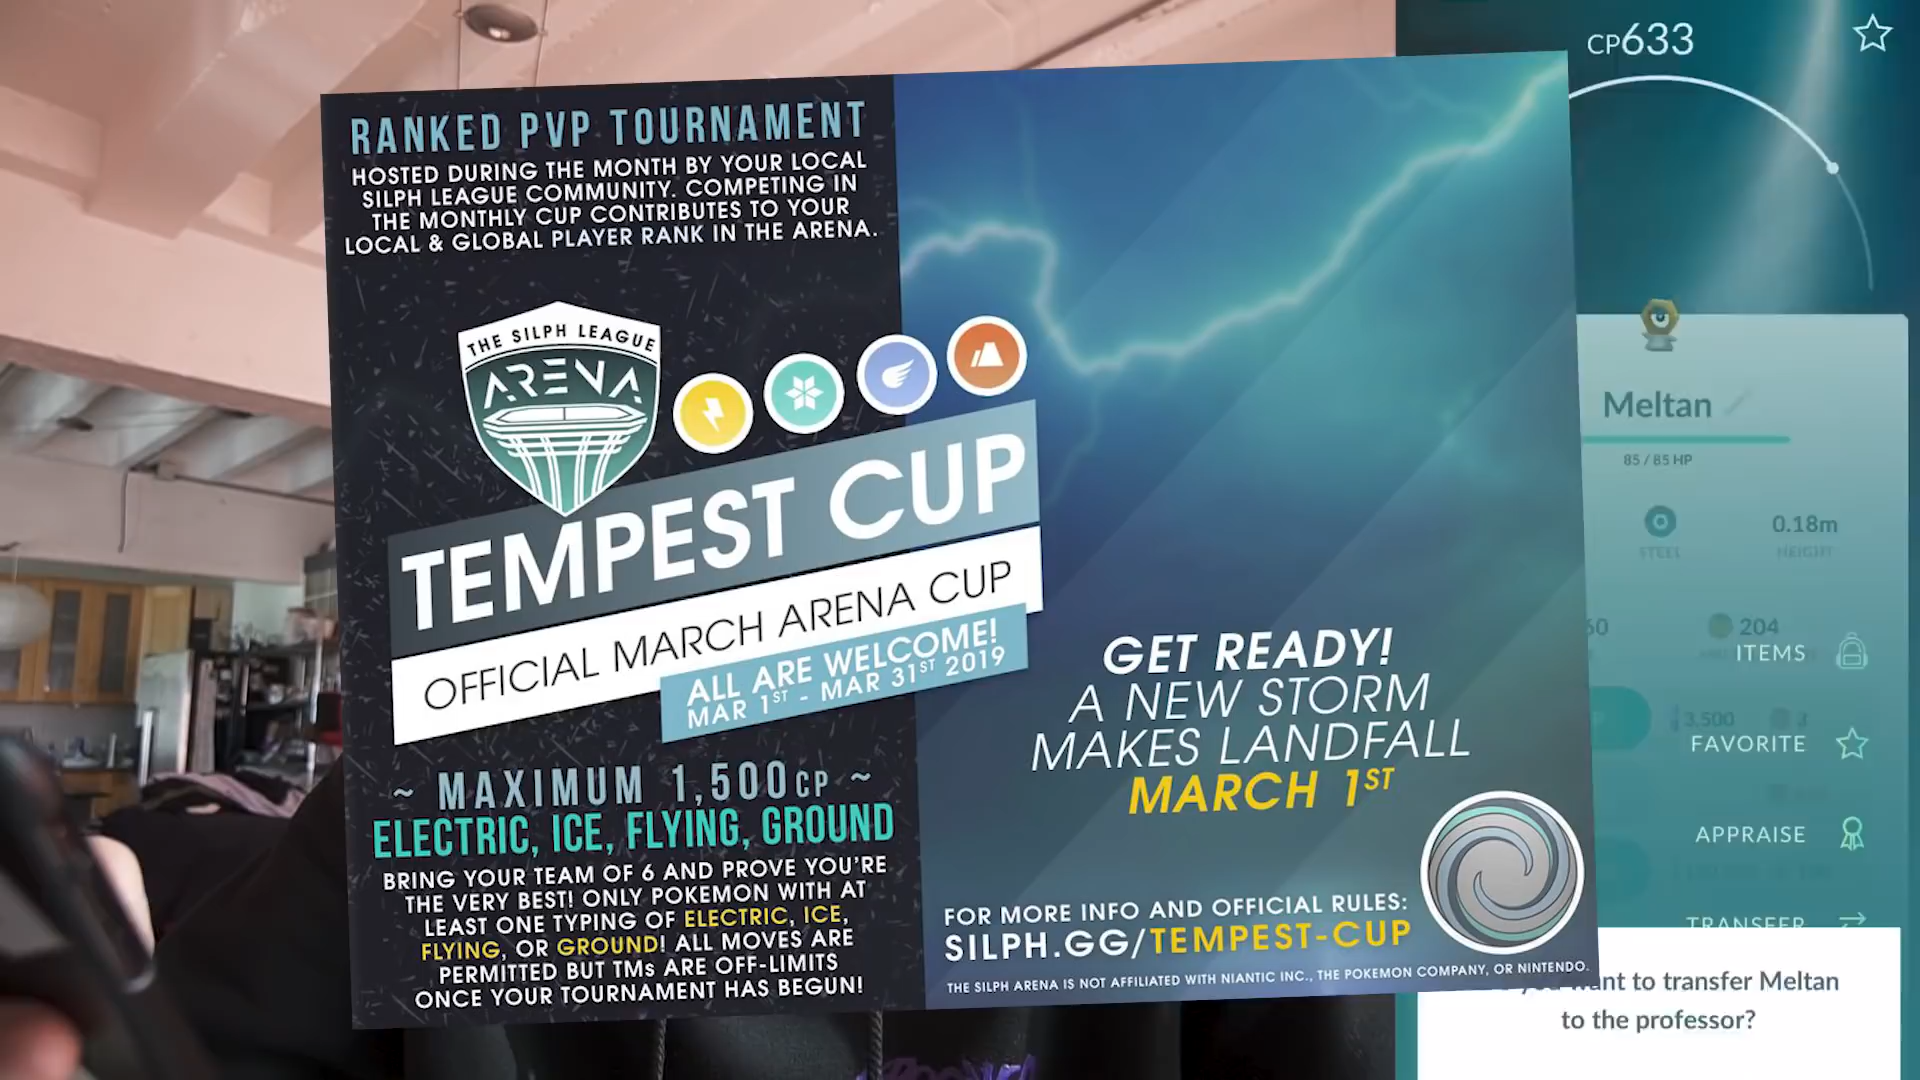 RANKED PVP TOURNAMENT
HOSTED DURING THE MONTH BY YOUR LOCAL
SILPH LEAGUE COMMUNITY. COMPETING IN
THE MONTHLY CUP CONTRIBUTES TO YOUR
LOCAL & GLOBAL PLAYER RANK IN THE ARENA.
THE SILPH LEAGUE
ARENA
TEMPEST CUP
OFFICIAL MARCH ARENA CUP
ALL ARE WELCOME!
MAR 1ST - MAR 31ST 2019
~ MAXIMUM 1,500CP ~
ELECTRIC, ICE, FLYING, GROUND
BRING YOUR TEAM OF 6 AND PROVE YOU'RE
THE VERY BEST! ONLY POKEMON WITH AT
LEAST ONE TYPING OF ELECTRIC, ICE,
FLYING, OR GROUND! ALL MOVES ARE
PERMITTED BUT TMs ARE OFF-LIMITS
ONCE YOUR TOURNAMENT HAS BEGUN!
GET READY!
A NEW STORM
MAKES LANDFALL
MARCH 1ST
FOR MORE INFO AND OFFICIAL RULES:
SILPH.GG/TEMPEST-CUP
THE SILPH ARENA IS NOT AFFILIATED WITH NIANTIC INC., THE POKEMON COMPANY, OR NINTENDO.
CP633
Meltan
85 / 85 HP
STEEL
0.18m
HEIGHT
204
ITEMS
3,500
3
FAVORITE
APPRAISE
TRANSFER
want to transfer Meltan
to the professor?